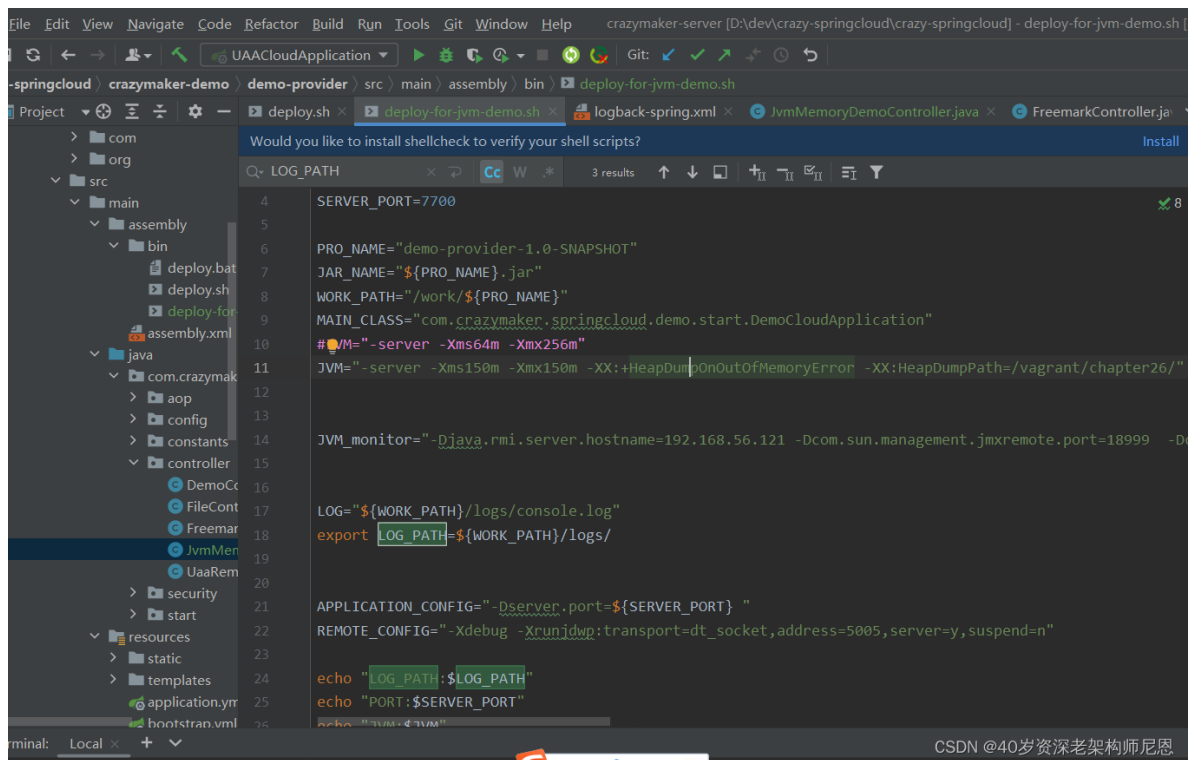 File Edit View Navigate Code Refactor Build Run Tools Git Window Help crazymaker-server [D:\dev\crazy-springcloud\crazy-springcloud] - deploy-for-jvm-demo.sh [
UAACloudApplication Git:
-springcloud crazymaker-demo demo-provider src main assembly bin deploy-for-jvm-demo.sh
Project deploy.sh deploy-for-jvm-demo.sh logback-spring.xml JvmMemoryDemoController.java FreemarkController.ja
com
org
src
main
assembly
bin
deploy.bat
deploy.sh
deploy-for-
assembly.xml
java
com.crazymak
aop
config
constants
controller
DemoCo
FileCont
Freemar
JvmMen
UaaRem
security
start
resources
static
templates
application.ym
bootstrap.yml
Would you like to install shellcheck to verify your shell scripts? Install
LOG_PATH Cc W .* 3 results
8
4 SERVER_PORT=7700
5
6 PRO_NAME="demo-provider-1.0-SNAPSHOT"
7 JAR_NAME="${PRO_NAME}.jar"
8 WORK_PATH="/work/${PRO_NAME}"
9 MAIN_CLASS="com.crazymaker.springcloud.demo.start.DemoCloudApplication"
10 #JVM="-server -Xms64m -Xmx256m"
11 JVM="-server -Xms150m -Xmx150m -XX:+HeapDumpOnOutOfMemoryError -XX:HeapDumpPath=/vagrant/chapter26/"
12
13
14 JVM_monitor="-Djava.rmi.server.hostname=192.168.56.121 -Dcom.sun.management.jmxremote.port=18999 -Dc
15
16
17 LOG="${WORK_PATH}/logs/console.log"
18 export LOG_PATH=${WORK_PATH}/logs/
19
20
21 APPLICATION_CONFIG="-Dserver.port=${SERVER_PORT} "
22 REMOTE_CONFIG="-Xdebug -Xrunjdwp:transport=dt_socket,address=5005,server=y,suspend=n"
23
24 echo "LOG_PATH:$LOG_PATH"
25 echo "PORT:$SERVER_PORT"
26 echo "JVM:$JVM"
rminal: Local
CSDN @40岁资深老架构师尼恩